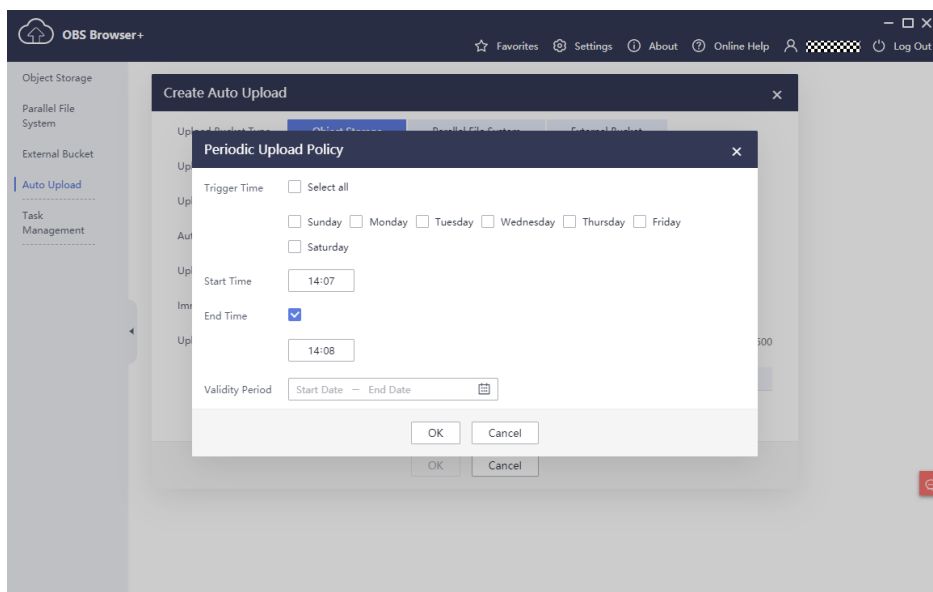 OBS Browser+
Favorites Settings About Online Help Log Out
Object Storage
Parallel File
System
External Bucket
Auto Upload
Task
Management
Create Auto Upload
Periodic Upload Policy
Trigger Time Select all
Sunday Monday Tuesday Wednesday Thursday Friday
Saturday
Start Time 14:07
End Time
14:08
Validity Period Start Date — End Date
OK Cancel
OK Cancel